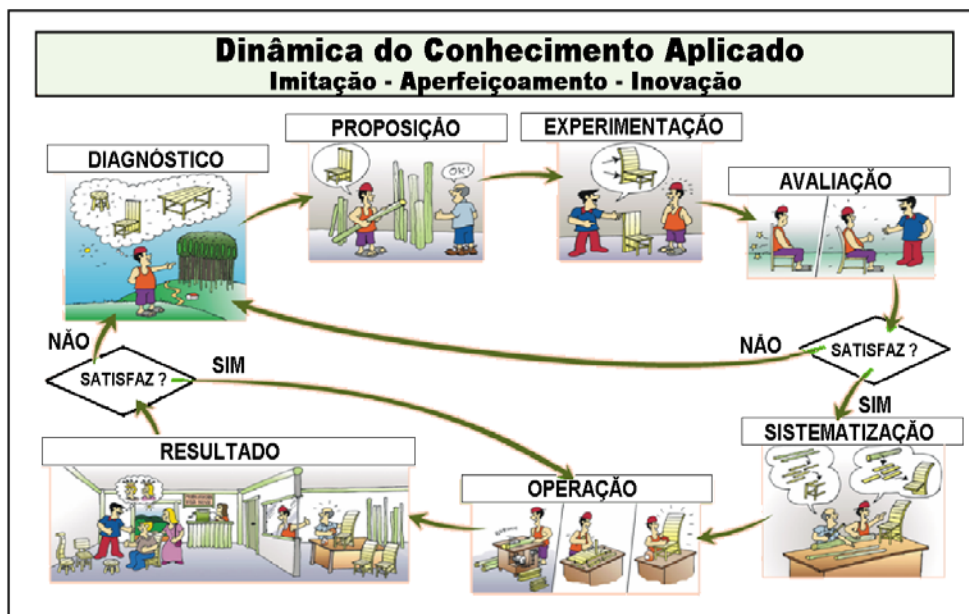 Dinâmica do Conhecimento Aplicado
Imitação - Aperfeiçoamento - Inovação
DIAGNÓSTICO
PROPOSIÇÃO
OK!
EXPERIMENTAÇÃO
AVALIAÇÃO
SATISFAZ ?
NÃO
SIM
SISTEMATIZAÇÃO
OPERAÇÃO
RESULTADO
SATISFAZ ?
NÃO
SIM